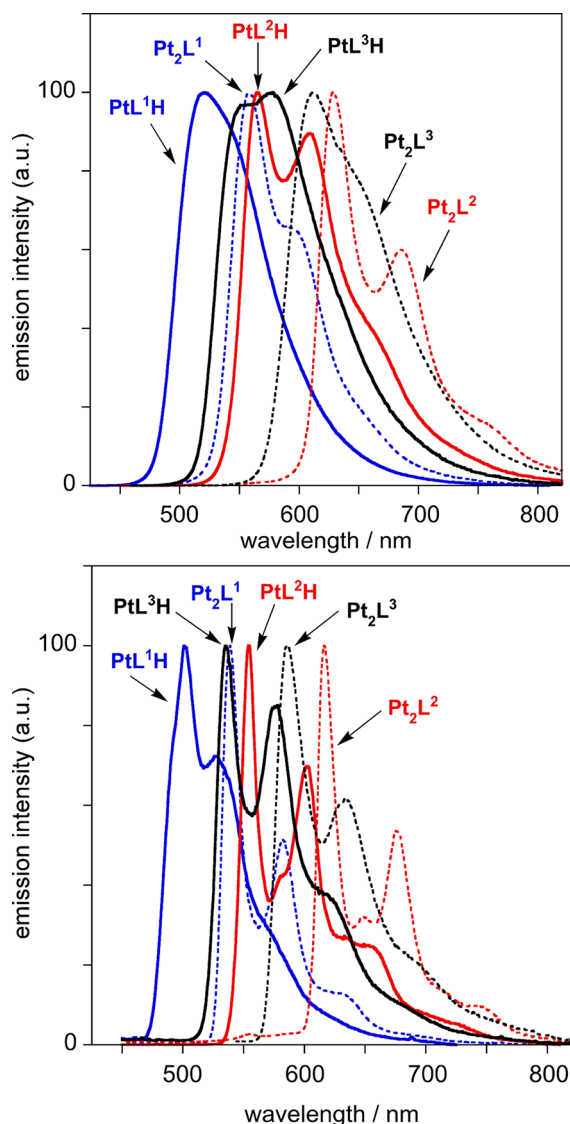 PtL²H
Pt₂L¹ PtL³H
100
PtL¹H
Pt₂L³
Pt₂L²
emission intensity (a.u.)
0
500 600 700 800
wavelength / nm
Pt₂L¹ PtL²H
PtL³H Pt₂L³
100
PtL¹H
Pt₂L²
emission intensity (a.u.)
0
500 600 700 800
wavelength / nm